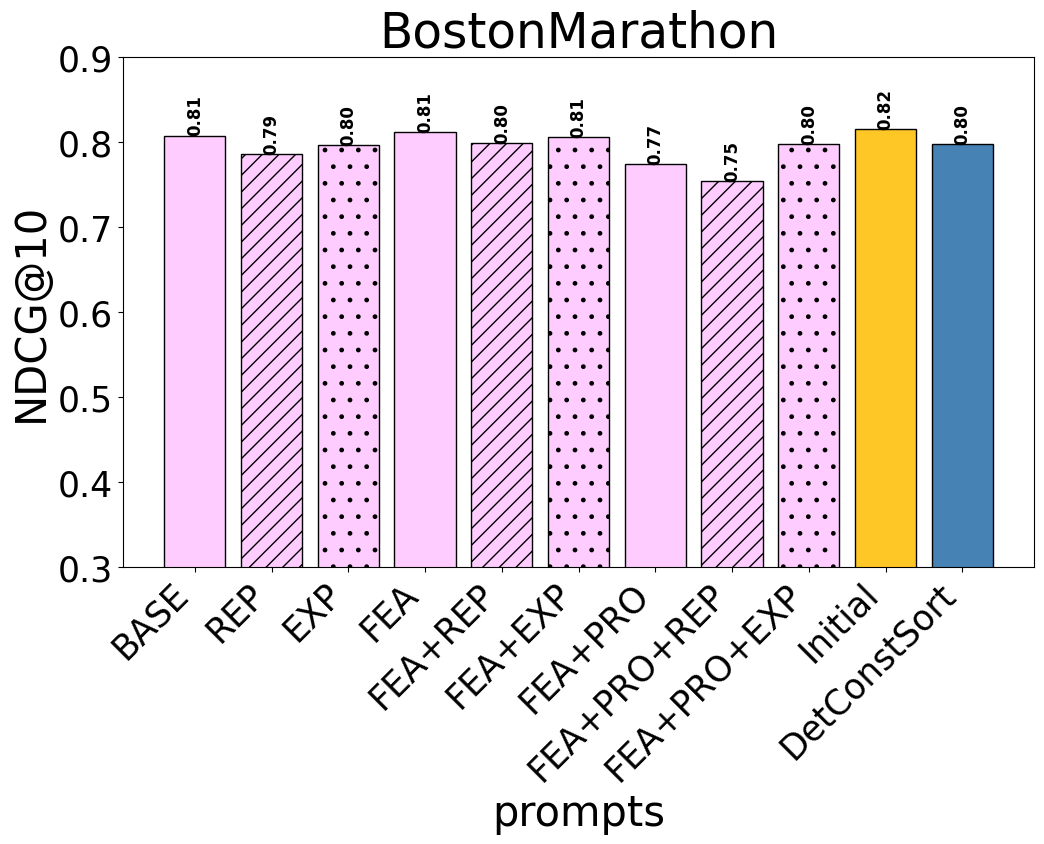 BostonMarathon
NDCG@10
0.9
0.8
0.7
0.6
0.5
0.4
0.3
0.81
0.79
0.80
0.81
0.80
0.81
0.77
0.75
0.80
0.82
0.80
BASE
REP
EXP
FEA
FEA+REP
FEA+EXP
FEA+PRO
FEA+PRO+REP
FEA+PRO+EXP
Initial
DetConstSort
prompts